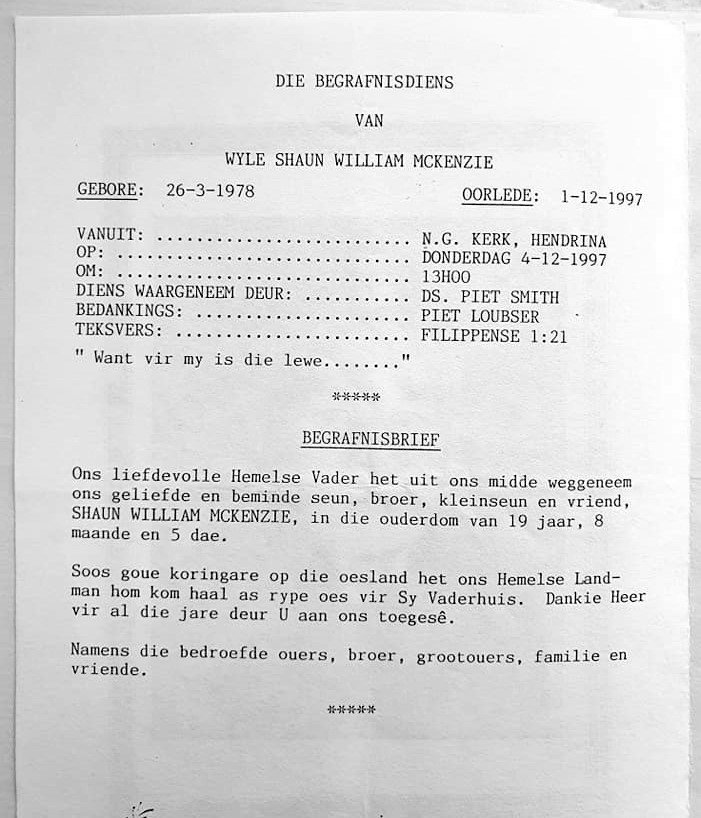 DIE BEGRAFNISDIENS
VAN
WYLE SHAUN WILLIAM MCKENZIE
GEBORE: 26-3-1978 OORLEDE: 1-12-1997
VANUIT: .......................... N.G. KERK, HENDRINA
OP: .............................. DONDERDAG 4-12-1997
OM: .............................. 13H00
DIENS WAARGENEEM DEUR: ........... DS. PIET SMITH
BEDANKINGS: ...................... PIET LOUBSER
TEKSVERS: ........................ FILIPPENSE 1:21
" Want vir my is die lewe........"
*****
BEGRAFNISBRIEF
Ons liefdevolle Hemelse Vader het uit ons midde weggeneem
ons geliefde en beminde seun, broer, kleinseun en vriend,
SHAUN WILLIAM MCKENZIE, in die ouderdom van 19 jaar, 8
maande en 5 dae.
Soos goue koringare op die oesland het ons Hemelse Land-
man hom kom haal as rype oes vir Sy Vaderhuis. Dankie Heer
vir al die jare deur U aan ons toegesê.
Namens die bedroefde ouers, broer, grootouers, familie en
vriende.
*****